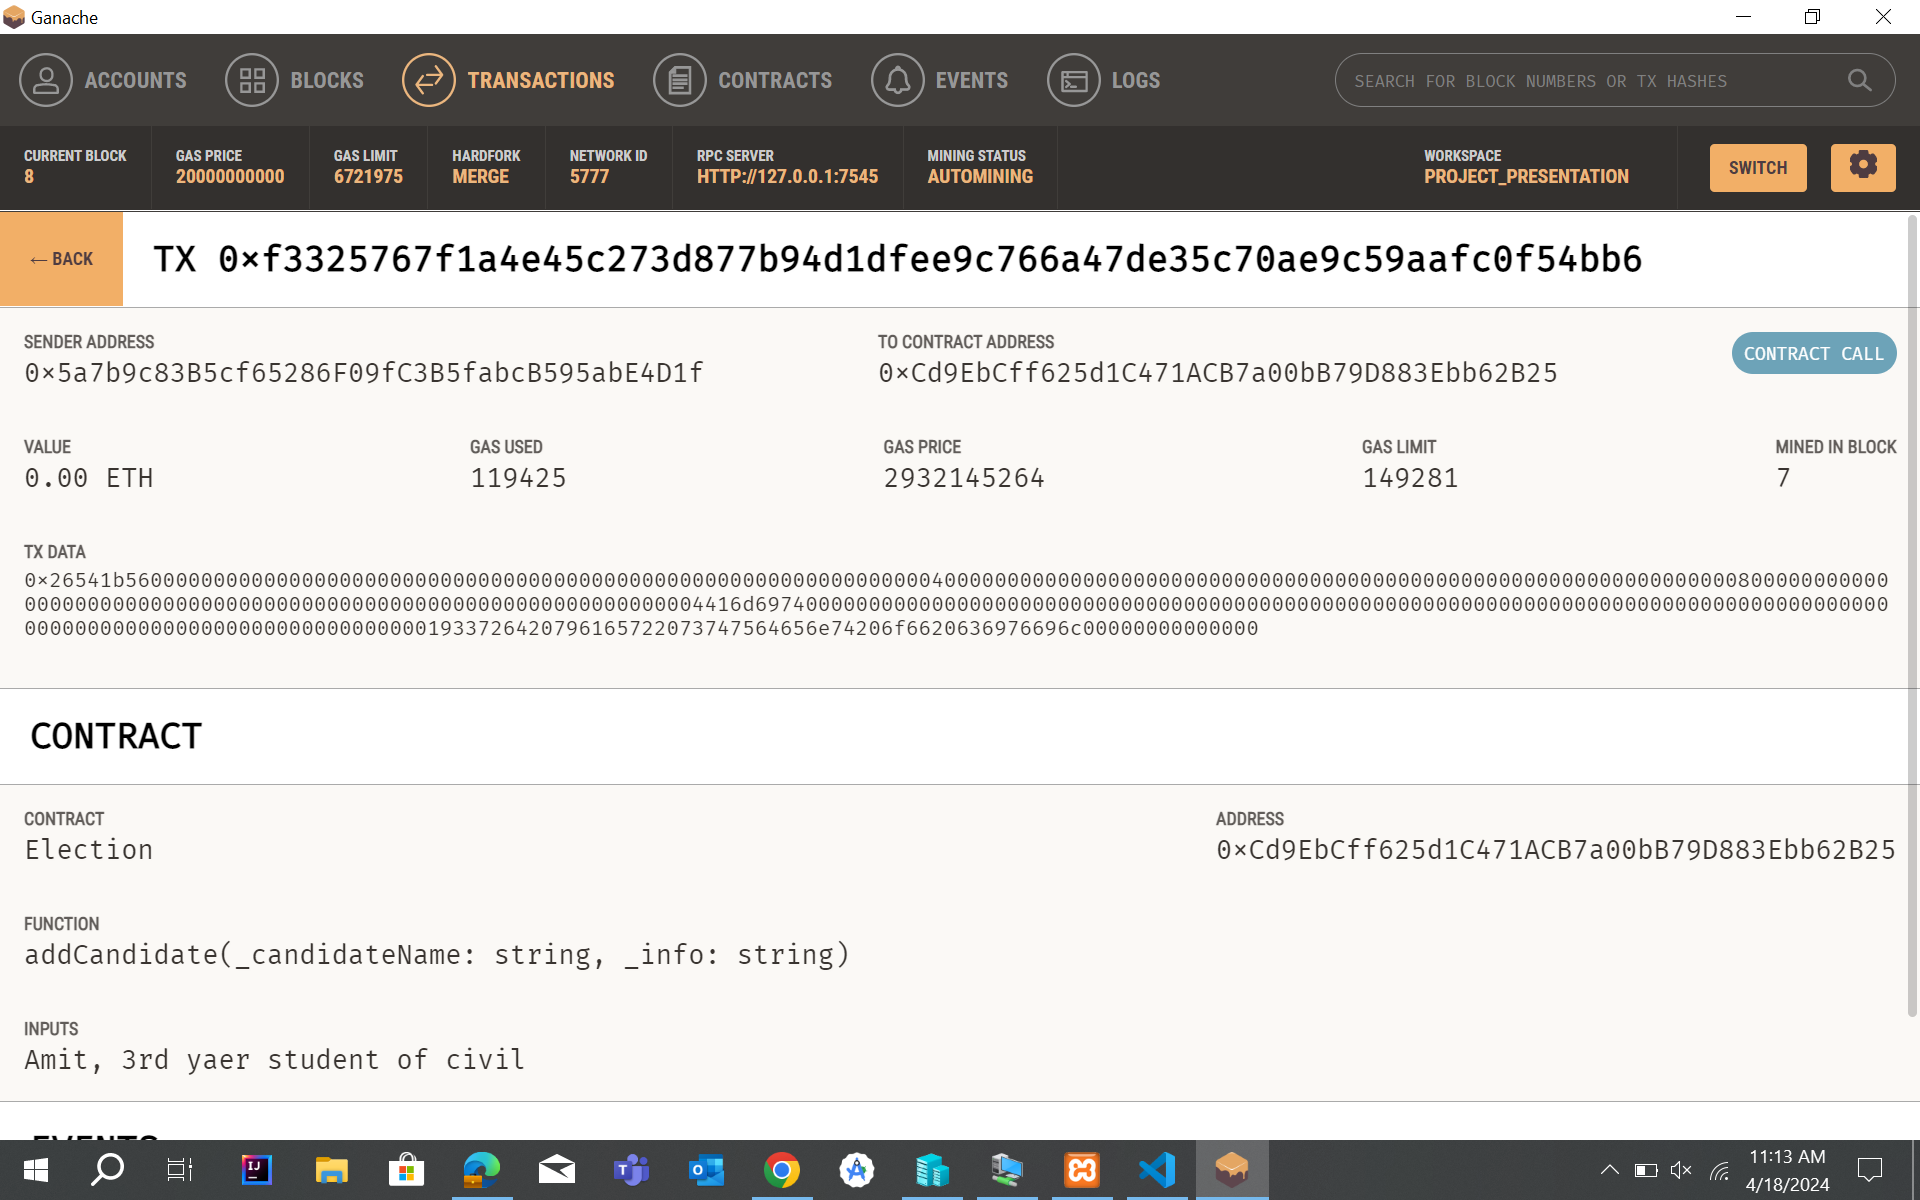 Ganache
ACCOUNTS BLOCKS TRANSACTIONS CONTRACTS EVENTS LOGS SEARCH FOR BLOCK NUMBERS OR TX HASHES
CURRENT BLOCK GAS PRICE GAS LIMIT HARDFORK NETWORK ID RPC SERVER MINING STATUS WORKSPACE
8 20000000000 6721975 MERGE 5777 HTTP://127.0.0.1:7545 AUTOMINING PROJECT_PRESENTATION SWITCH
← BACK TX 0×f3325767f1a4e45c273d877b94d1dfee9c766a47de35c70ae9c59aafc0f54bb6
SENDER ADDRESS TO CONTRACT ADDRESS
0×5a7b9c83B5cf65286F09fC3B5fabcB595abE4D1f 0×Cd9EbCff625d1C471ACB7a00bB79D883Ebb62B25 CONTRACT CALL
VALUE GAS USED GAS PRICE GAS LIMIT MINED IN BLOCK
0.00 ETH 119425 2932145264 149281 7
TX DATA
CONTRACT
CONTRACT ADDRESS
Election 0×Cd9EbCff625d1C471ACB7a00bB79D883Ebb62B25
FUNCTION
addCandidate(_candidateName: string, _info: string)
INPUTS
Amit, 3rd yaer student of civil
EVENTS
11:13 AM
4/18/2024